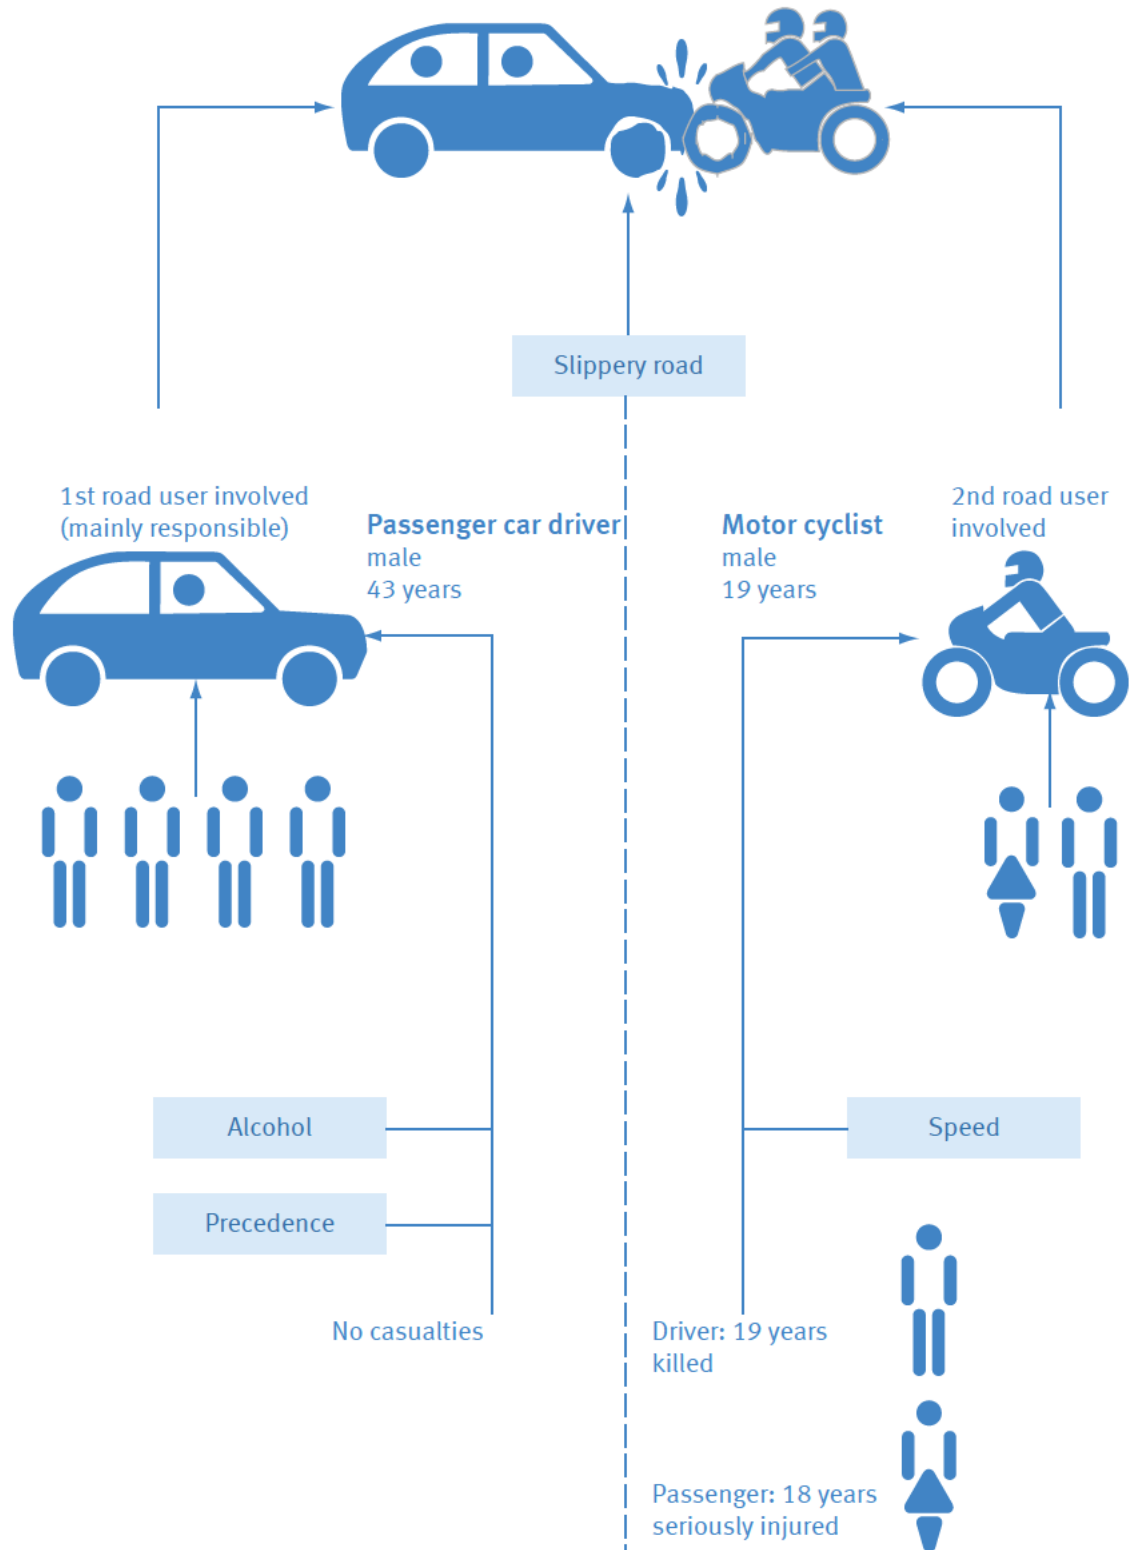 Slippery road
1st road user involved
(mainly responsible)
Passenger car driver
male
43 years
Motor cyclist
male
19 years
2nd road user
involved
Alcohol
Precedence
No casualties
Speed
Driver: 19 years
killed
Passenger: 18 years
seriously injured